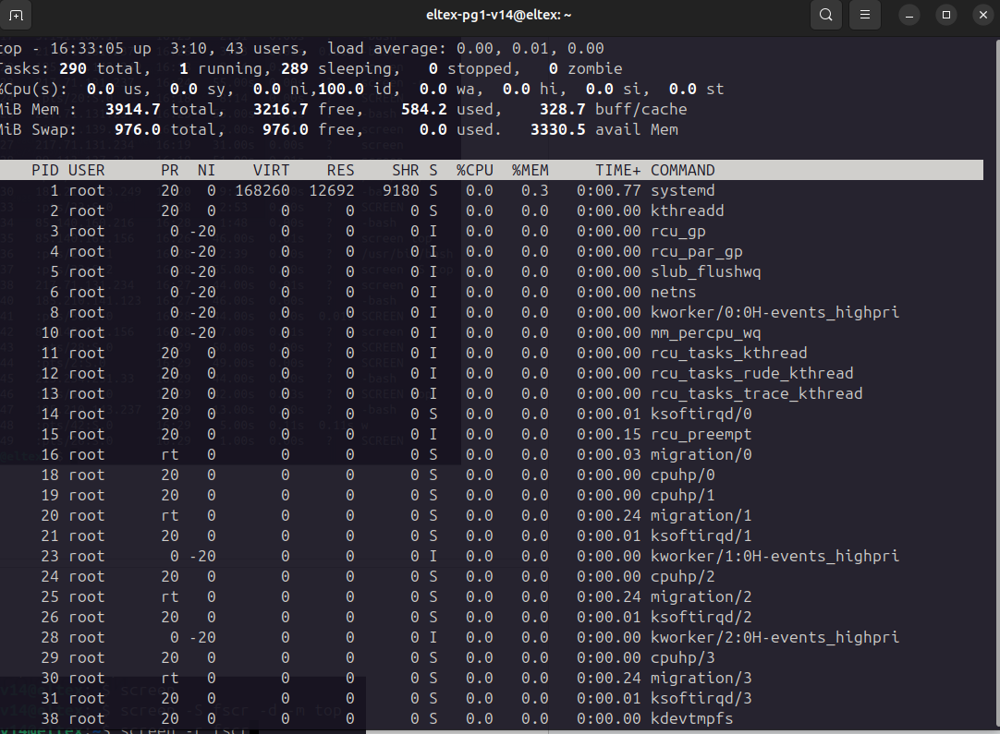 eltex-pg1-v14@eltex: ~
top - 16:33:05 up  3:10, 43 users,  load average: 0.00, 0.01, 0.00
Tasks: 290 total,   1 running, 289 sleeping,   0 stopped,   0 zombie
%Cpu(s):  0.0 us,  0.0 sy,  0.0 ni,100.0 id,  0.0 wa,  0.0 hi,  0.0 si,  0.0 st
MiB Mem :   3914.7 total,   3216.7 free,    584.2 used,    328.7 buff/cache
MiB Swap:    976.0 total,    976.0 free,      0.0 used.   3330.5 avail Mem
PID USER      PR  NI    VIRT    RES    SHR S  %CPU  %MEM     TIME+ COMMAND
1 root      20   0  168260  12692   9180 S   0.0   0.3   0:00.77 systemd
2 root      20   0       0      0      0 S   0.0   0.0   0:00.00 kthreadd
3 root       0 -20       0      0      0 I   0.0   0.0   0:00.00 rcu_gp
4 root       0 -20       0      0      0 I   0.0   0.0   0:00.00 rcu_par_gp
5 root       0 -20       0      0      0 I   0.0   0.0   0:00.00 slub_flushwq
6 root       0 -20       0      0      0 I   0.0   0.0   0:00.00 netns
8 root       0 -20       0      0      0 I   0.0   0.0   0:00.00 kworker/0:0H-events_highpri
10 root       0 -20       0      0      0 I   0.0   0.0   0:00.00 mm_percpu_wq
11 root      20   0       0      0      0 I   0.0   0.0   0:00.00 rcu_tasks_kthread
12 root      20   0       0      0      0 I   0.0   0.0   0:00.00 rcu_tasks_rude_kthread
13 root      20   0       0      0      0 I   0.0   0.0   0:00.00 rcu_tasks_trace_kthread
14 root      20   0       0      0      0 S   0.0   0.0   0:00.01 ksoftirqd/0
15 root      20   0       0      0      0 I   0.0   0.0   0:00.15 rcu_preempt
16 root      rt   0       0      0      0 S   0.0   0.0   0:00.03 migration/0
18 root      20   0       0      0      0 S   0.0   0.0   0:00.00 cpuhp/0
19 root      20   0       0      0      0 S   0.0   0.0   0:00.00 cpuhp/1
20 root      rt   0       0      0      0 S   0.0   0.0   0:00.24 migration/1
21 root      20   0       0      0      0 S   0.0   0.0   0:00.01 ksoftirqd/1
23 root       0 -20       0      0      0 I   0.0   0.0   0:00.00 kworker/1:0H-events_highpri
24 root      20   0       0      0      0 S   0.0   0.0   0:00.00 cpuhp/2
25 root      rt   0       0      0      0 S   0.0   0.0   0:00.24 migration/2
26 root      20   0       0      0      0 S   0.0   0.0   0:00.01 ksoftirqd/2
28 root       0 -20       0      0      0 I   0.0   0.0   0:00.00 kworker/2:0H-events_highpri
29 root      20   0       0      0      0 S   0.0   0.0   0:00.00 cpuhp/3
30 root      rt   0       0      0      0 S   0.0   0.0   0:00.24 migration/3
31 root      20   0       0      0      0 S   0.0   0.0   0:00.01 ksoftirqd/3
38 root      20   0       0      0      0 S   0.0   0.0   0:00.00 kdevtmpfs